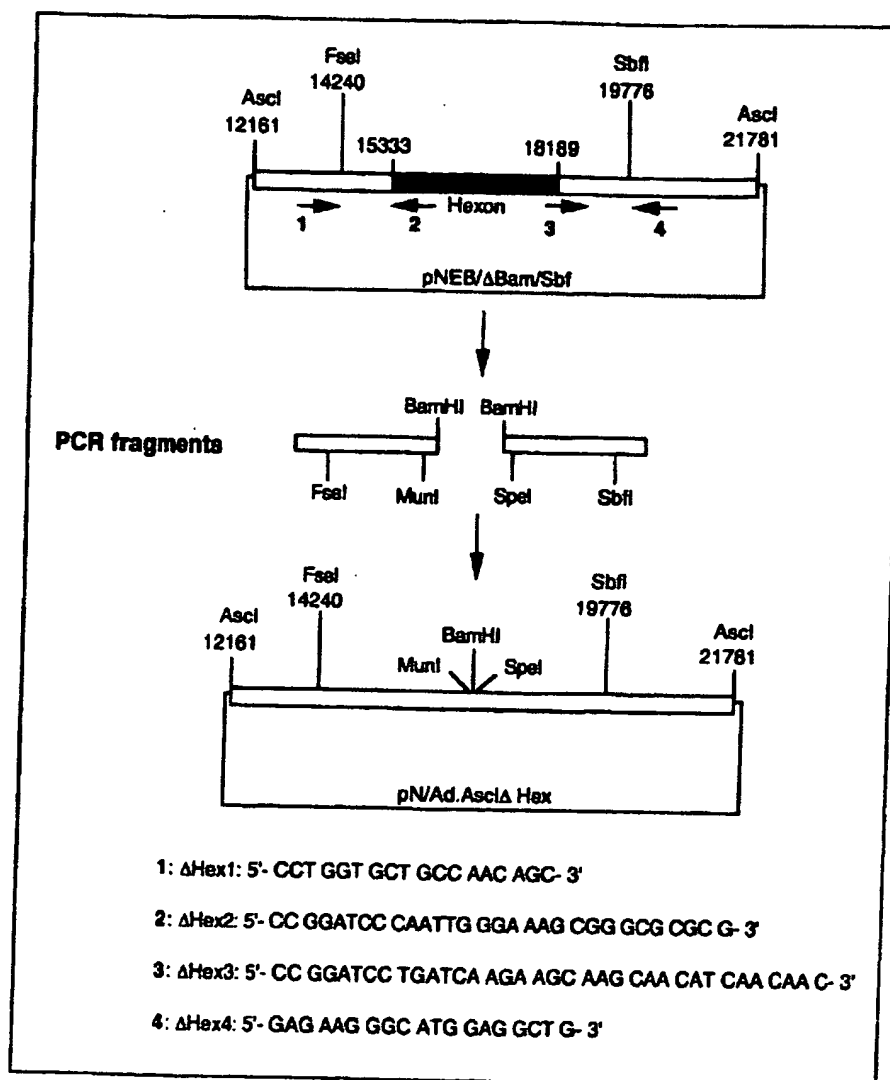 FseI
14240
SbfI
19776
AscI
12161
AscI
21781
15333
18189
Hexon
1
2
3
4
pNEB/ΔBam/Sbf
BamHI BamHI
PCR fragments
FseI MunI SpeI SbfI
FseI
14240
SbfI
19776
AscI
12161
BamHI
AscI
21781
MunI SpeI
pN/Ad.AscIΔ Hex
1: ΔHex1: 5'- CCT GGT GCT GCC AAC AGC- 3'
2: ΔHex2: 5'- CC GGATCC CAATTG GGA AAG CGG GCG CGC G- 3'
3: ΔHex3: 5'- CC GGATCC TGATCA AGA AGC AAG CAA CAT CAA CAA C- 3'
4: ΔHex4: 5'- GAG AAG GGC ATG GAG GCT G- 3'